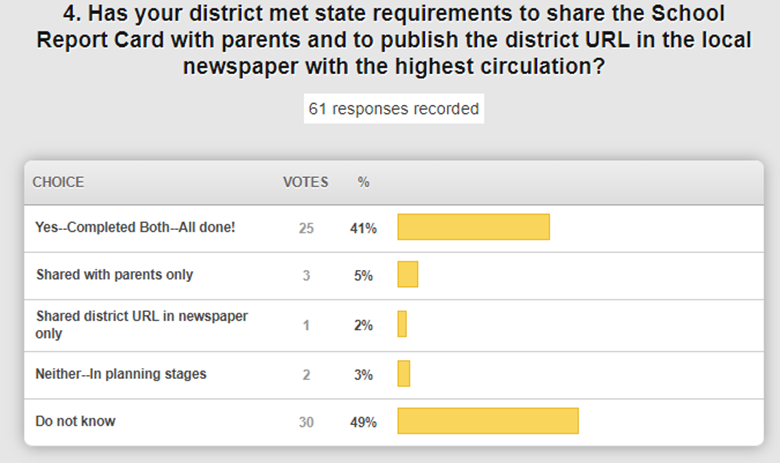 4. Has your district met state requirements to share the School
Report Card with parents and to publish the district URL in the local
newspaper with the highest circulation?
61 responses recorded
CHOICE VOTES %
Yes--Completed Both--All done! 25 41%
Shared with parents only 3 5%
Shared district URL in newspaper
only 1 2%
Neither--In planning stages 2 3%
Do not know 30 49%